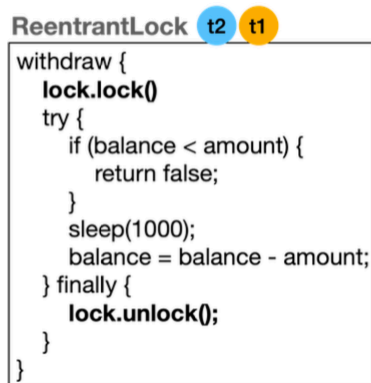 ReentrantLock t2 t1
withdraw {
lock.lock()
try {
if (balance < amount) {
return false;
}
sleep(1000);
balance = balance - amount;
} finally {
lock.unlock();
}
}